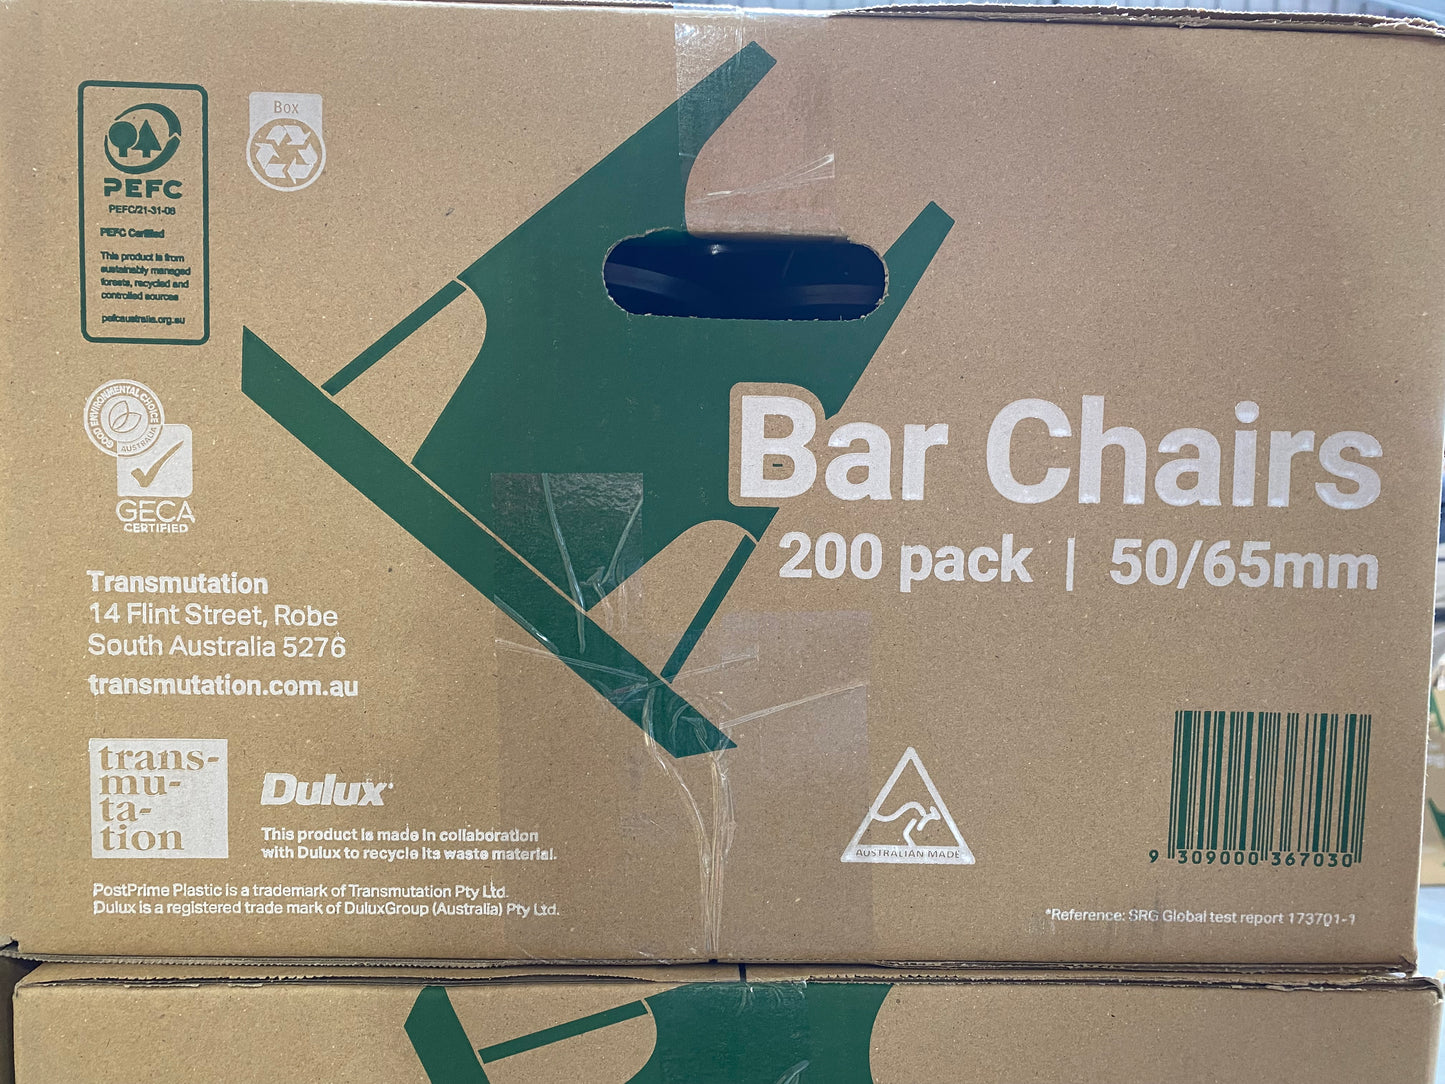 PEFC
PEFC/21-31-08
PEFC Certified
This product is from
sustainably managed
forests, recycled and
controlled sources
pefcaustralia.org.au
Box
GOOD ENVIRONMENTAL CHOICE
AUSTRALIA
GECA
CERTIFIED
Bar Chairs
200 pack | 50/65mm
Transmutation
14 Flint Street, Robe
South Australia 5276
transmutation.com.au
trans-
mu-
ta-
tion
Dulux
This product is made in collaboration
with Dulux to recycle its waste material.
PostPrime Plastic is a trademark of Transmutation Pty Ltd.
Dulux is a registered trade mark of DuluxGroup (Australia) Pty Ltd.
AUSTRALIAN MADE
9 309000 367030
*Reference: SRG Global test report 173701-1